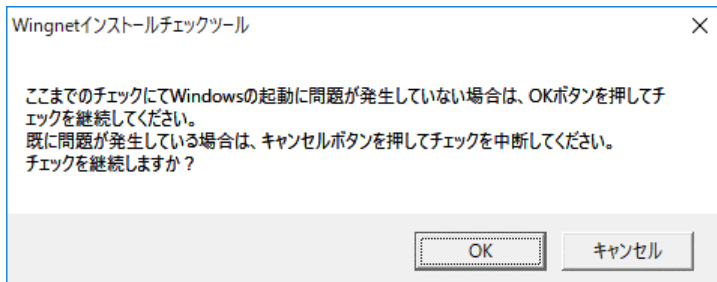 Wingnetインストールチェックツール
ここまでのチェックにてWindowsの起動に問題が発生していない場合は、OKボタンを押してチ
ェックを継続してください。
既に問題が発生している場合は、キャンセルボタンを押してチェックを中断してください。
チェックを継続しますか？
OK
キャンセル